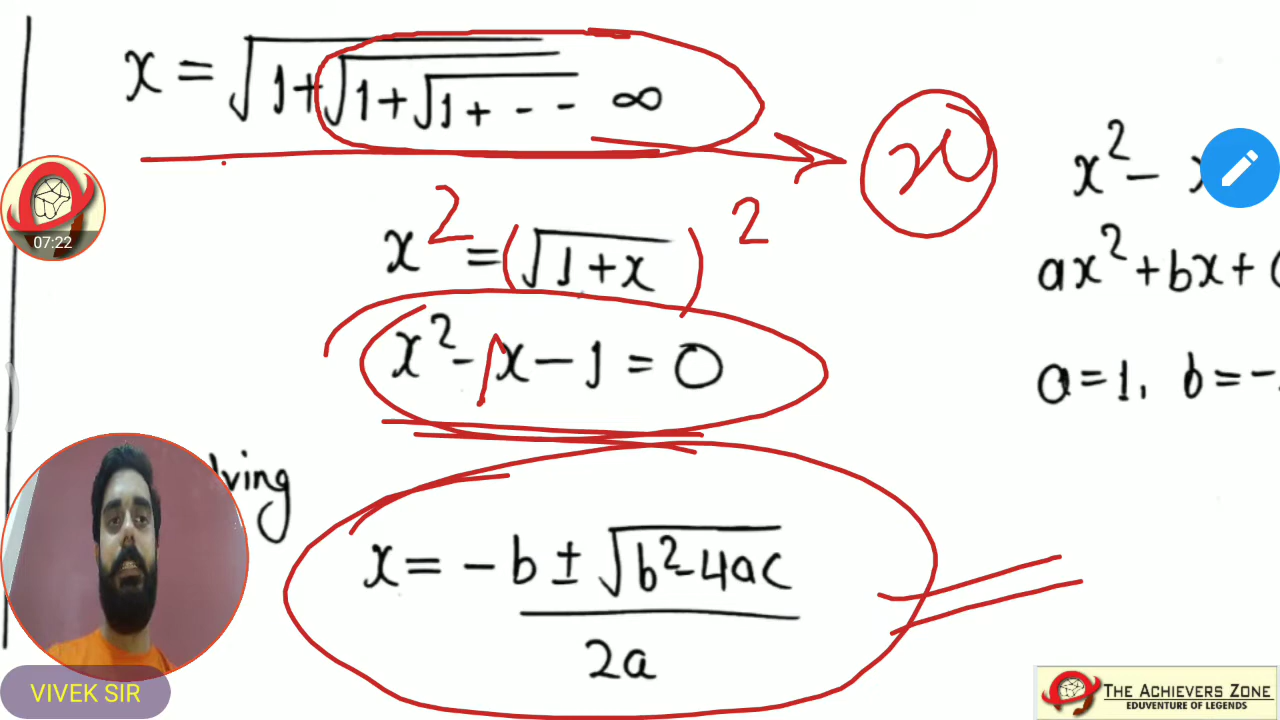 x = √1+√1+√1+ - - ∞
x
x² -
x² = (√1+x)²
ax² + bx +
07:22
x² - x - 1 = 0
a = 1, b = -
lving
x = -b ± √b²-4ac
2a
VIVEK SIR
THE ACHIEVERS ZONE
EDUVENTURE OF LEGENDS